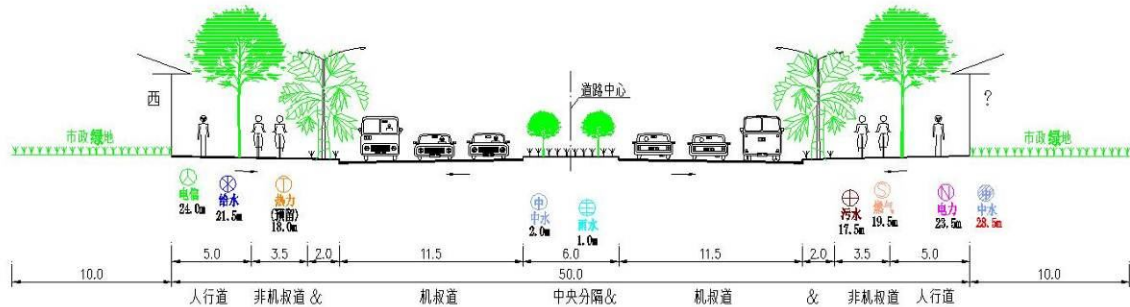 道路中心
西
?
市政绿地
市政绿地
电信
24.0m
给水
21.5m
热力
(预留)
18.0m
中水
2.0m
雨水
1.0m
污水
17.5m
燃气
19.5m
电力
23.5m
中水
28.5m
5.0 3.5 2.0 11.5 6.0 11.5 2.0 3.5 5.0
10.0 50.0 10.0
人行道 非机叔道 & 机叔道 中央分隔& 机叔道 & 非机叔道 人行道